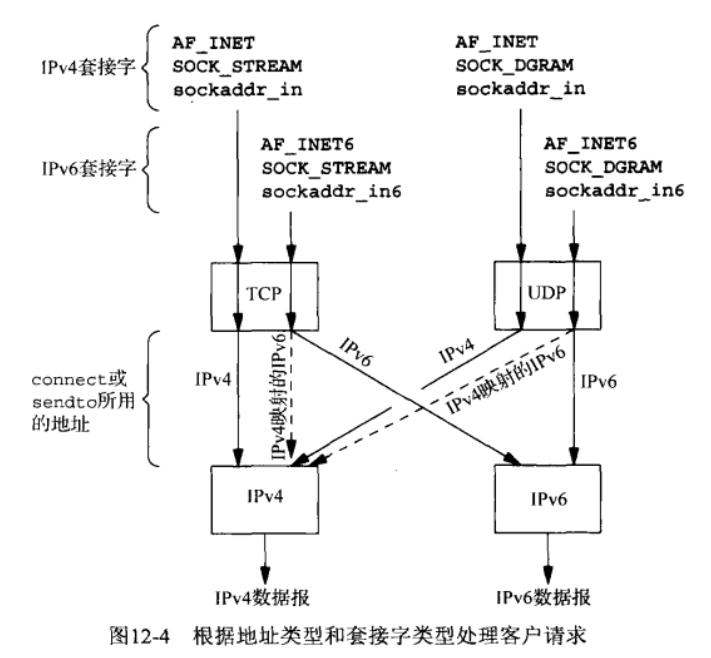 AF_INET
SOCK_STREAM
sockaddr_in
IPv4套接字
AF_INET
SOCK_DGRAM
sockaddr_in
AF_INET6
SOCK_STREAM
sockaddr_in6
IPv6套接字
AF_INET6
SOCK_DGRAM
sockaddr_in6
TCP
UDP
connect或
sendto所用
的地址
IPv4
IPv4映射的IPv6
IPv6
IPv4
IPv4映射的IPv6
IPv6
IPv4
IPv6
IPv4数据报
IPv6数据报
图12-4 根据地址类型和套接字类型处理客户请求